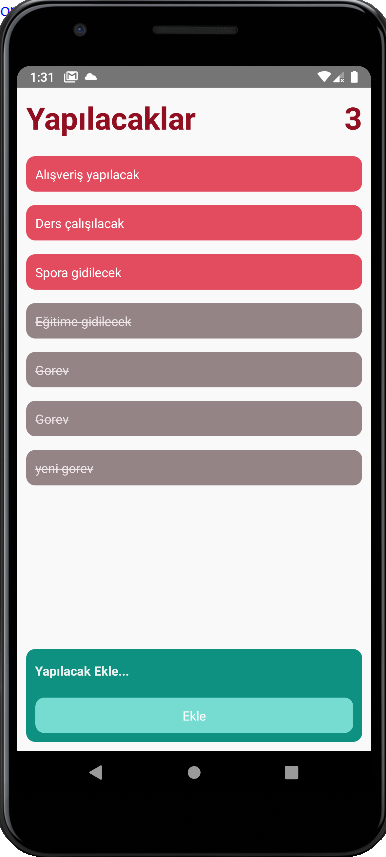 1:31
Yapılacaklar 3
Alışveriş yapılacak
Ders çalışılacak
Spora gidilecek
Eğitime gidilecek
Gorev
Gorev
yeni gorev
Yapılacak Ekle...
Ekle